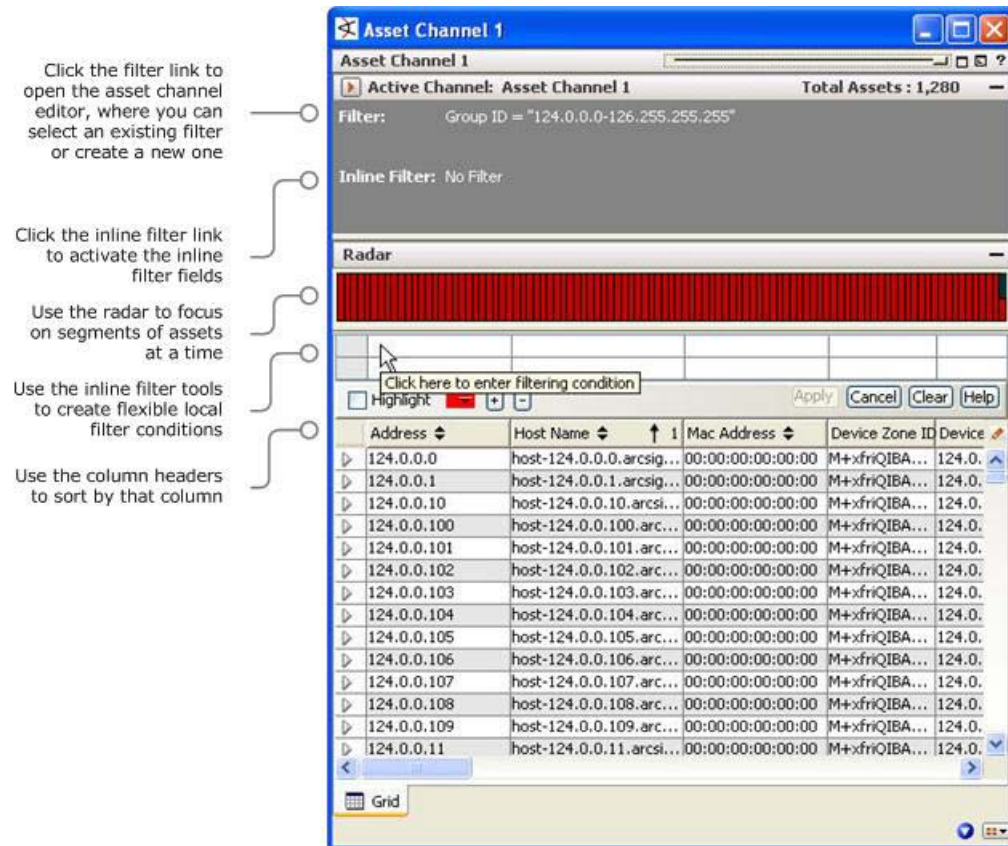 Asset Channel 1
Asset Channel 1
?
Active Channel: Asset Channel 1 Total Assets : 1,280
Click the filter link to
open the asset channel
editor, where you can
select an existing filter
or create a new one
Filter: Group ID = "124.0.0.0-126.255.255.255"
Inline Filter: No Filter
Click the inline filter link
to activate the inline
filter fields
Radar
Use the radar to focus
on segments of assets
at a time
Use the inline filter tools
to create flexible local
filter conditions
Click here to enter filtering condition
Highlight + - Apply Cancel Clear Help
Use the column headers
to sort by that column
Address Host Name 1 Mac Address Device Zone ID Device
124.0.0.0 host-124.0.0.0.arcsig... 00:00:00:00:00:00 M+xfriQIBA... 124.0.
124.0.0.1 host-124.0.0.1.arcsig... 00:00:00:00:00:00 M+xfriQIBA... 124.0.
124.0.0.10 host-124.0.0.10.arcsi... 00:00:00:00:00:00 M+xfriQIBA... 124.0.
124.0.0.100 host-124.0.0.100.arc... 00:00:00:00:00:00 M+xfriQIBA... 124.0.
124.0.0.101 host-124.0.0.101.arc... 00:00:00:00:00:00 M+xfriQIBA... 124.0.
124.0.0.102 host-124.0.0.102.arc... 00:00:00:00:00:00 M+xfriQIBA... 124.0.
124.0.0.103 host-124.0.0.103.arc... 00:00:00:00:00:00 M+xfriQIBA... 124.0.
124.0.0.104 host-124.0.0.104.arc... 00:00:00:00:00:00 M+xfriQIBA... 124.0.
124.0.0.105 host-124.0.0.105.arc... 00:00:00:00:00:00 M+xfriQIBA... 124.0.
124.0.0.106 host-124.0.0.106.arc... 00:00:00:00:00:00 M+xfriQIBA... 124.0.
124.0.0.107 host-124.0.0.107.arc... 00:00:00:00:00:00 M+xfriQIBA... 124.0.
124.0.0.108 host-124.0.0.108.arc... 00:00:00:00:00:00 M+xfriQIBA... 124.0.
124.0.0.109 host-124.0.0.109.arc... 00:00:00:00:00:00 M+xfriQIBA... 124.0.
124.0.0.11 host-124.0.0.11.arcsi... 00:00:00:00:00:00 M+xfriQIBA... 124.0.
Grid